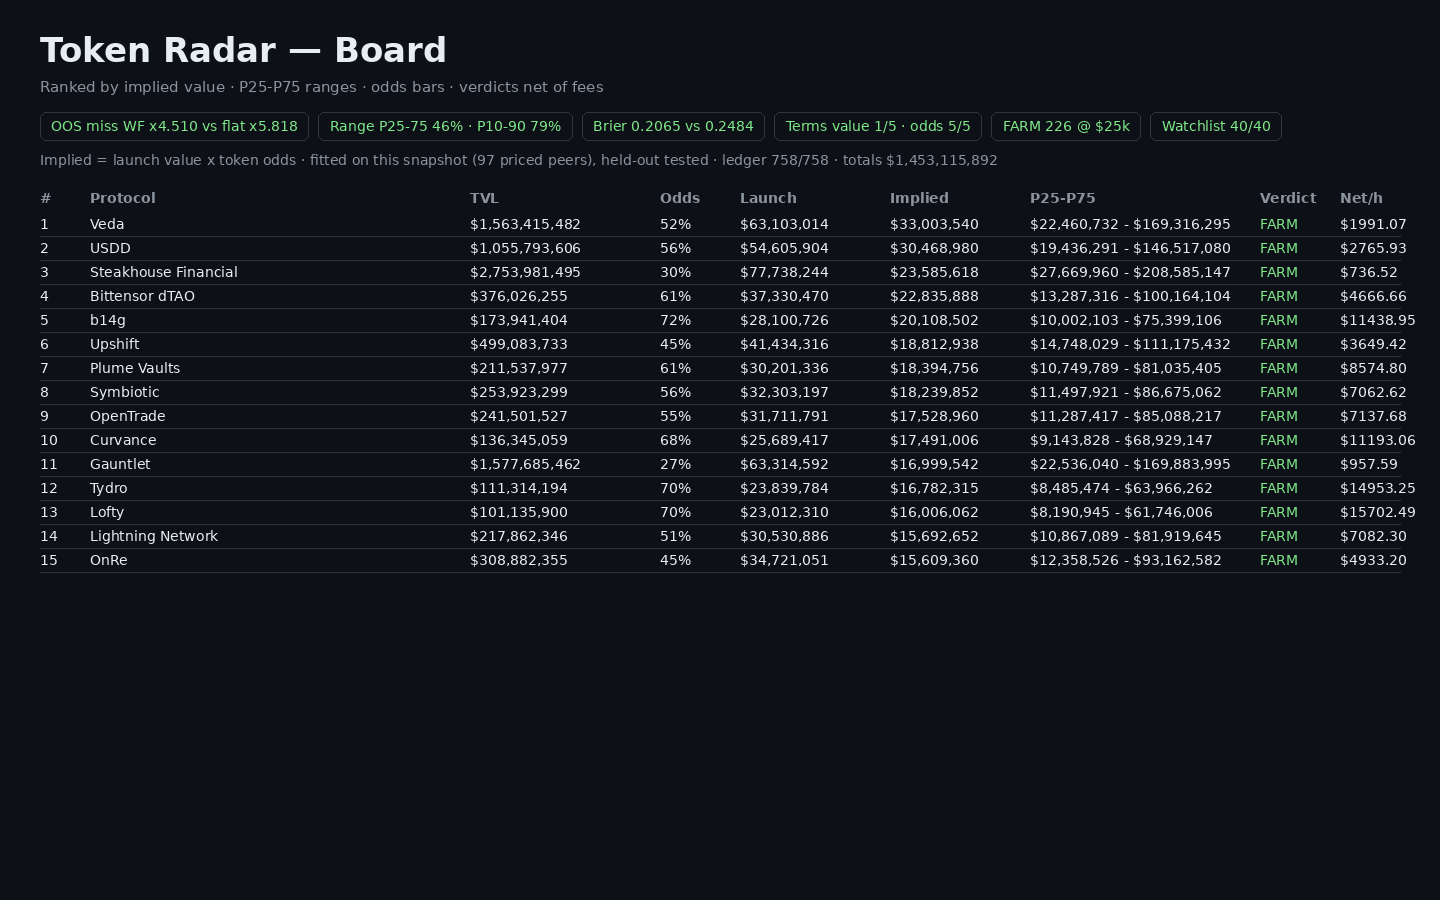 Token Radar — Board
Ranked by implied value · P25-P75 ranges · odds bars · verdicts net of fees
OOS miss WF x4.510 vs flat x5.818 Range P25-75 46% · P10-90 79% Brier 0.2065 vs 0.2484 Terms value 1/5 · odds 5/5 FARM 226 @ $25k Watchlist 40/40
Implied = launch value x token odds · fitted on this snapshot (97 priced peers), held-out tested · ledger 758/758 · totals $1,453,115,892
# Protocol TVL Odds Launch Implied P25-P75 Verdict Net/h
1 Veda $1,563,415,482 52% $63,103,014 $33,003,540 $22,460,732 - $169,316,295 FARM $1991.07
2 USDD $1,055,793,606 56% $54,605,904 $30,468,980 $19,436,291 - $146,517,080 FARM $2765.93
3 Steakhouse Financial $2,753,981,495 30% $77,738,244 $23,585,618 $27,669,960 - $208,585,147 FARM $736.52
4 Bittensor dTAO $376,026,255 61% $37,330,470 $22,835,888 $13,287,316 - $100,164,104 FARM $4666.66
5 b14g $173,941,404 72% $28,100,726 $20,108,502 $10,002,103 - $75,399,106 FARM $11438.95
6 Upshift $499,083,733 45% $41,434,316 $18,812,938 $14,748,029 - $111,175,432 FARM $3649.42
7 Plume Vaults $211,537,977 61% $30,201,336 $18,394,756 $10,749,789 - $81,035,405 FARM $8574.80
8 Symbiotic $253,923,299 56% $32,303,197 $18,239,852 $11,497,921 - $86,675,062 FARM $7062.62
9 OpenTrade $241,501,527 55% $31,711,791 $17,528,960 $11,287,417 - $85,088,217 FARM $7137.68
10 Curvance $136,345,059 68% $25,689,417 $17,491,006 $9,143,828 - $68,929,147 FARM $11193.06
11 Gauntlet $1,577,685,462 27% $63,314,592 $16,999,542 $22,536,040 - $169,883,995 FARM $957.59
12 Tydro $111,314,194 70% $23,839,784 $16,782,315 $8,485,474 - $63,966,262 FARM $14953.25
13 Lofty $101,135,900 70% $23,012,310 $16,006,062 $8,190,945 - $61,746,006 FARM $15702.49
14 Lightning Network $217,862,346 51% $30,530,886 $15,692,652 $10,867,089 - $81,919,645 FARM $7082.30
15 OnRe $308,882,355 45% $34,721,051 $15,609,360 $12,358,526 - $93,162,582 FARM $4933.20